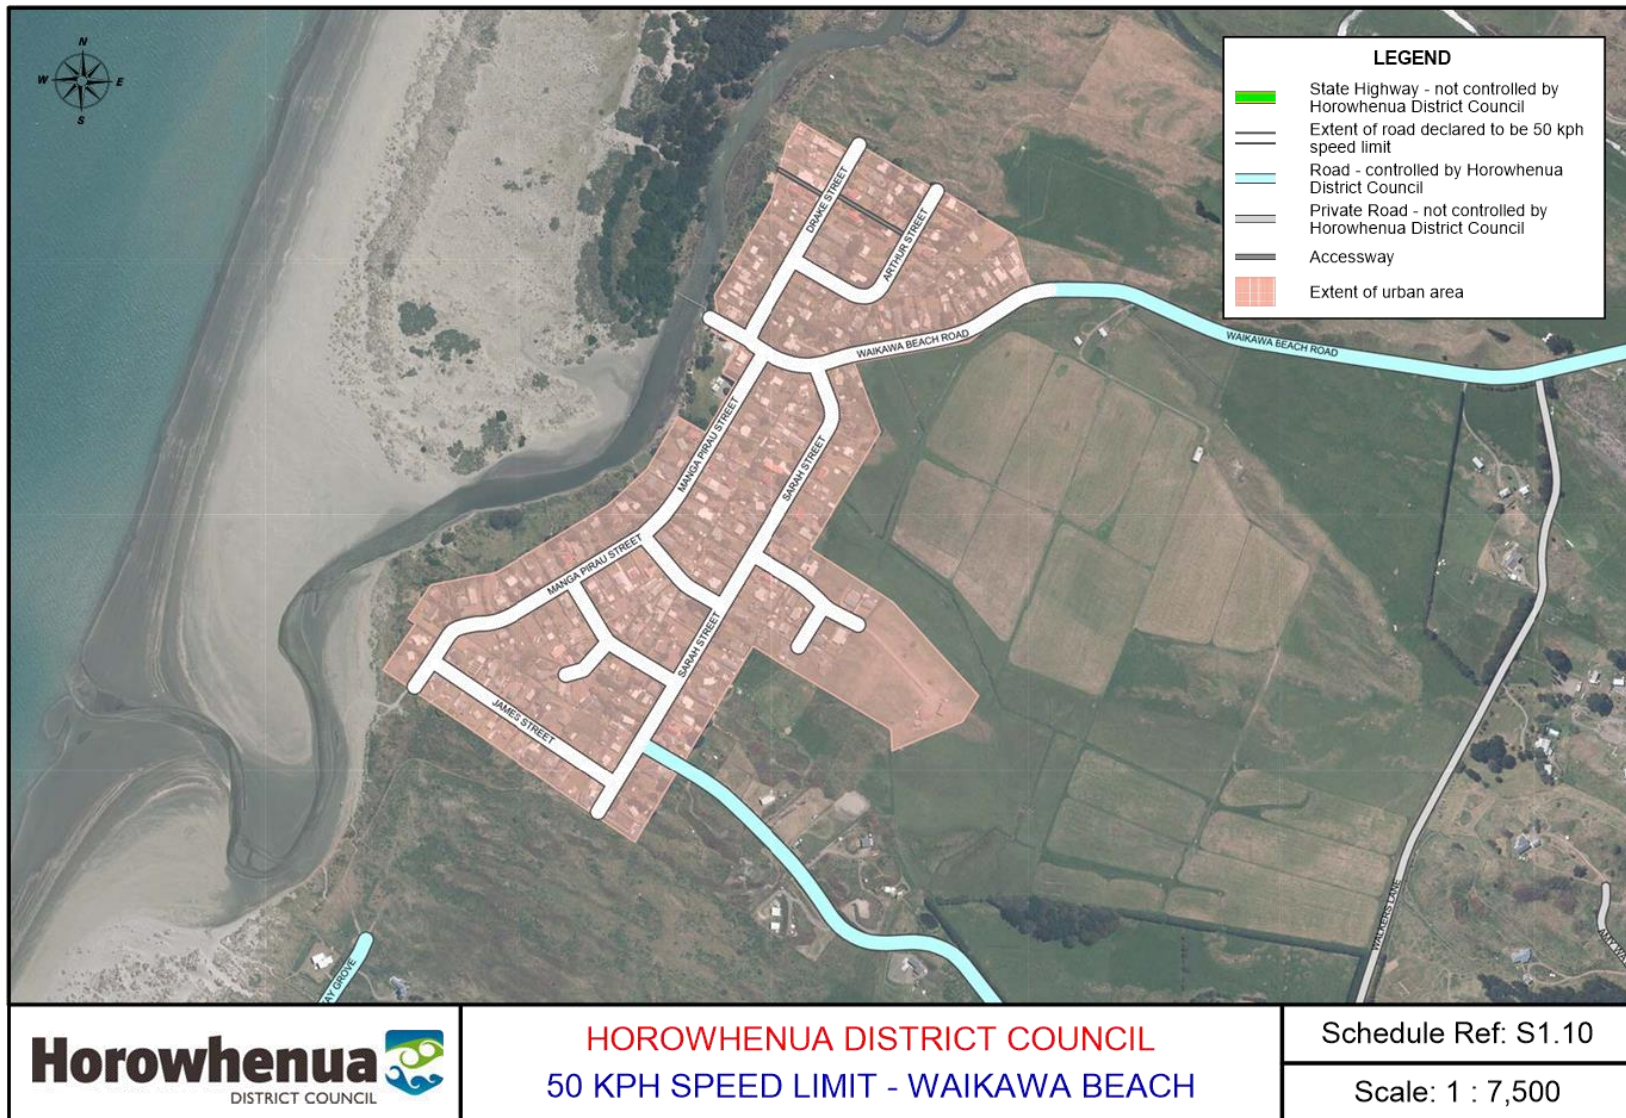 N
W
E
S
LEGEND
State Highway - not controlled by
Horowhenua District Council
Extent of road declared to be 50 kph
speed limit
Road - controlled by Horowhenua
District Council
Private Road - not controlled by
Horowhenua District Council
Accessway
Extent of urban area
DRAKE STREET
ARTHUR STREET
WAIKAWA BEACH ROAD
WAIKAWA BEACH ROAD
MANGA PIRAU STREET
SARAH STREET
MANGA PIRAU STREET
SARAH STREET
JAMES STREET
WALKERS LANE
AY GROVE
AMY WA
Horowhenua
DISTRICT COUNCIL
HOROWHENUA DISTRICT COUNCIL
50 KPH SPEED LIMIT - WAIKAWA BEACH
Schedule Ref: S1.10
Scale: 1 : 7,500